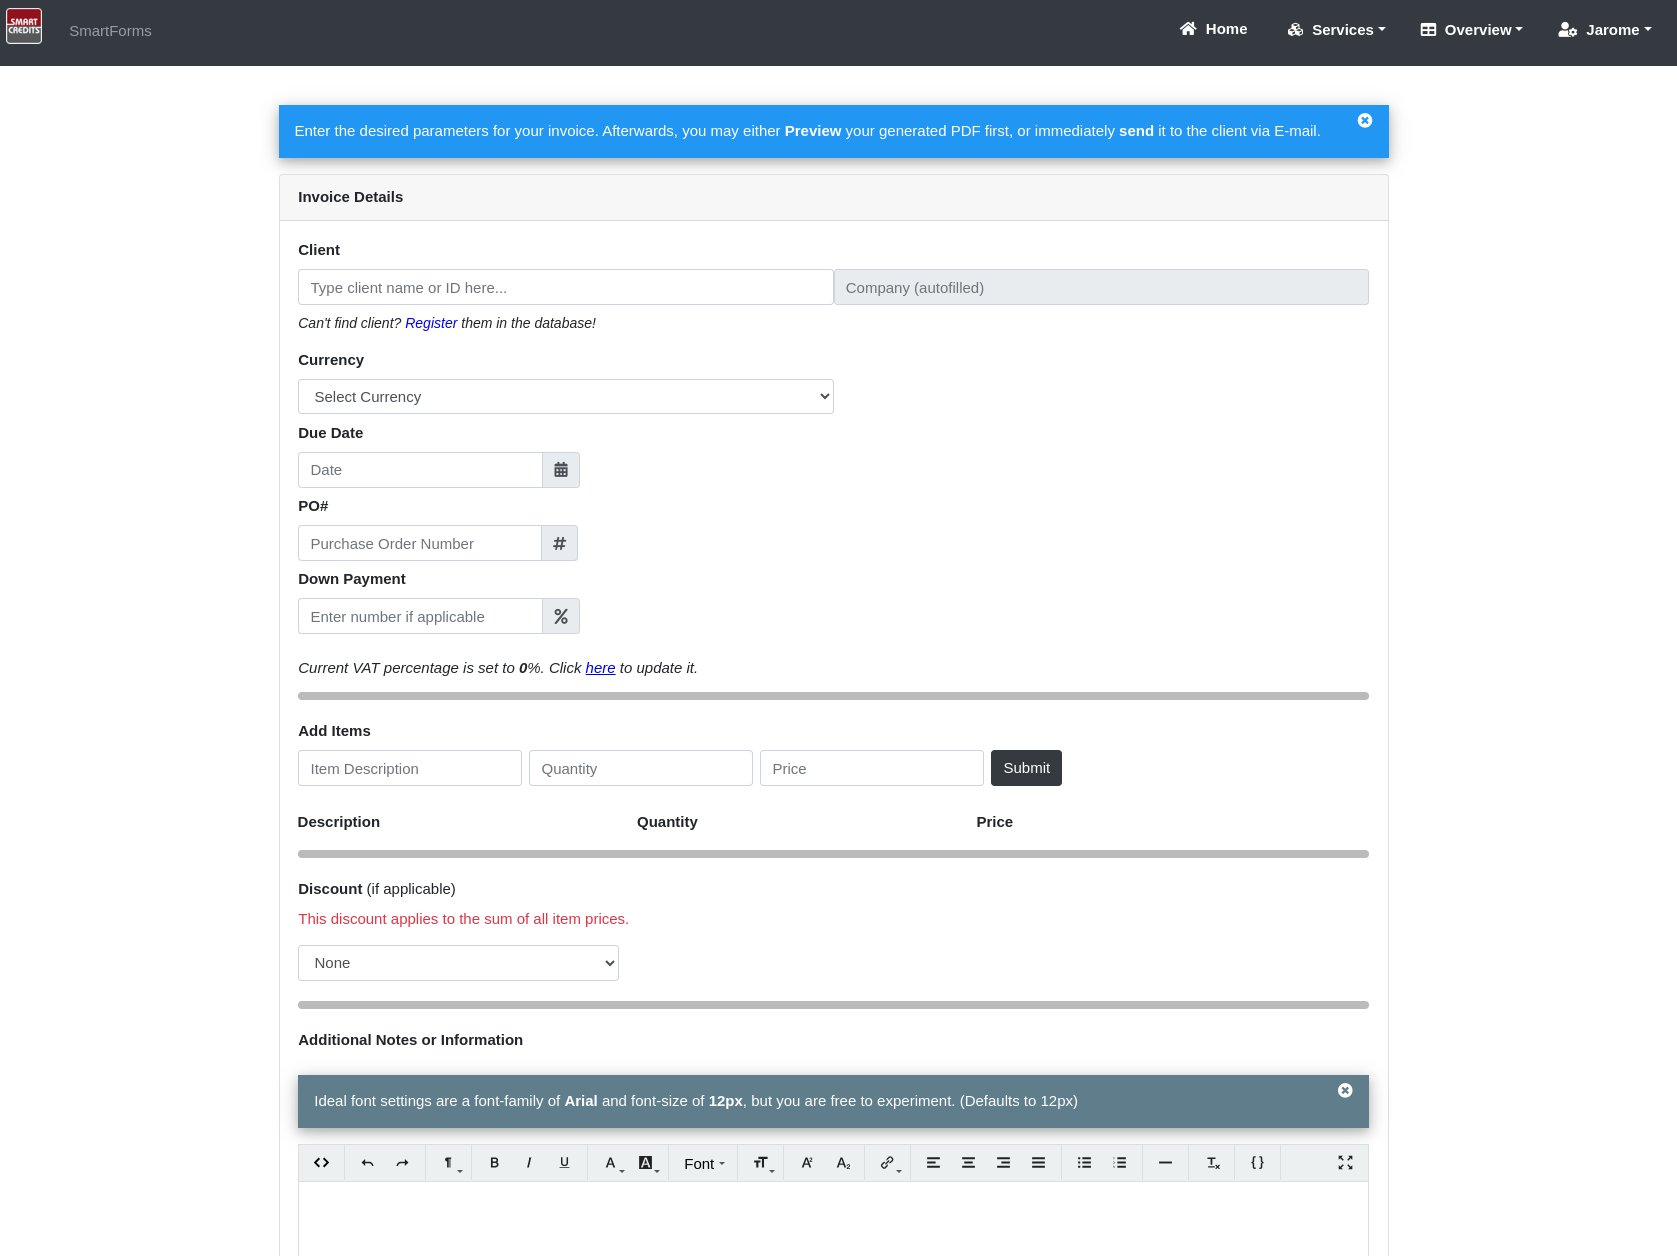 SMART
CREDITS
SmartForms
Home
Services
Overview
Jarome
Enter the desired parameters for your invoice. Afterwards, you may either Preview your generated PDF first, or immediately send it to the client via E-mail.
Invoice Details
Client
Type client name or ID here...
Company (autofilled)
Can't find client? Register them in the database!
Currency
Select Currency
Due Date
Date
PO#
Purchase Order Number
#
Down Payment
Enter number if applicable
%
Current VAT percentage is set to 0%. Click here to update it.
Add Items
Item Description
Quantity
Price
Submit
Description
Quantity
Price
Discount (if applicable)
This discount applies to the sum of all item prices.
None
Additional Notes or Information
Ideal font settings are a font-family of Arial and font-size of 12px, but you are free to experiment. (Defaults to 12px)
Font